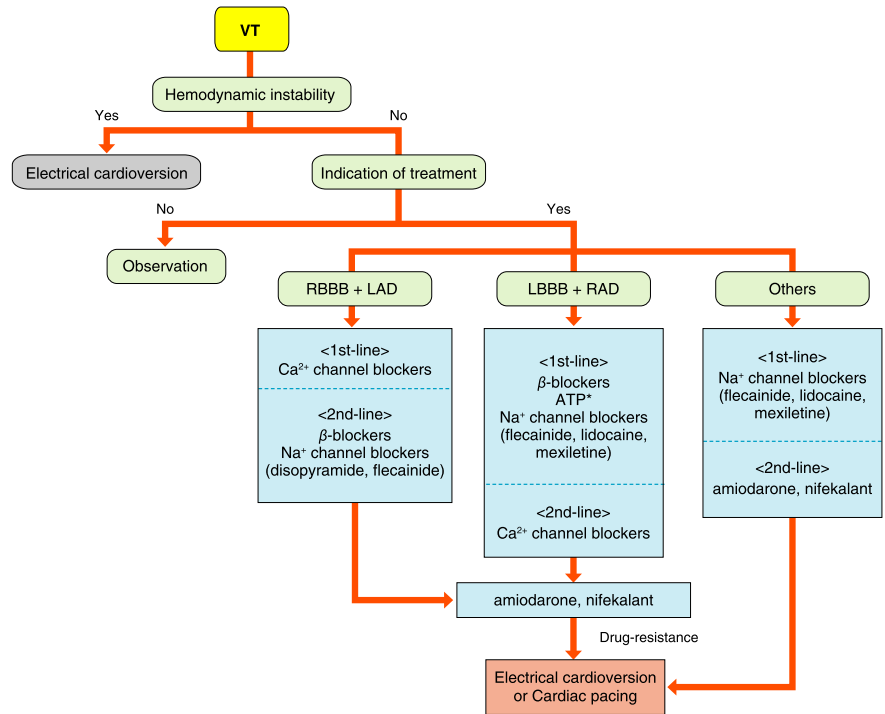 VT
Hemodynamic instability
Yes
No
Electrical cardioversion
Indication of treatment
No
Yes
Observation
RBBB + LAD
LBBB + RAD
Others
<1st-line>
Ca²⁺ channel blockers
<2nd-line>
β-blockers
Na⁺ channel blockers
(disopyramide, flecainide)
<1st-line>
β-blockers
ATP*
Na⁺ channel blockers
(flecainide, lidocaine,
mexiletine)
<2nd-line>
Ca²⁺ channel blockers
<1st-line>
Na⁺ channel blockers
(flecainide, lidocaine,
mexiletine)
<2nd-line>
amiodarone, nifekalant
amiodarone, nifekalant
Drug-resistance
Electrical cardioversion
or Cardiac pacing